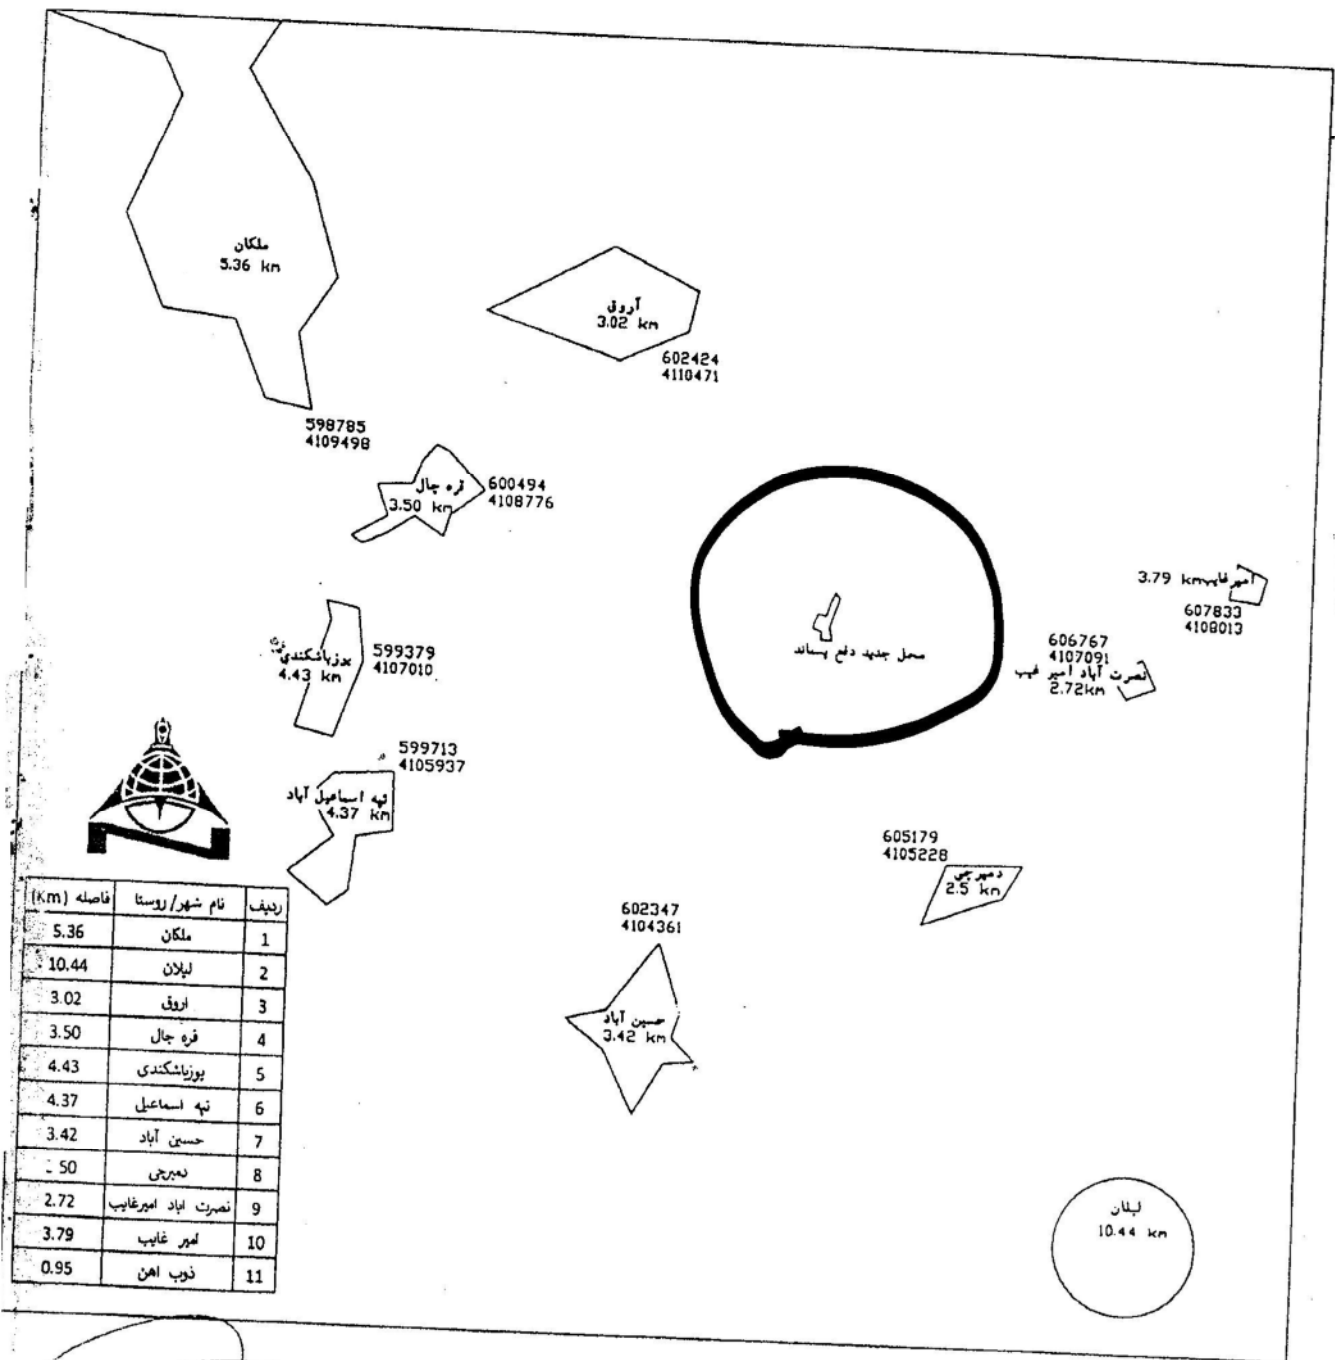 ملکان
5.36 km
آروق
3.02 km
602424
4110471
598785
4109498
قره چال
3.50 km
600494
4108776
امیر غایب
3.79 km
607833
4108013
محل جدید دفع پسماند
606767
4107091
نصرت آباد امیر غیب
2.72km
یوزباشکندی
4.43 km
599379
4107010
599713
4105937
تپه اسماعیل آباد
4.37 km
605179
4105228
دمیرچی
2.5 km
602347
4104361
حسین آباد
3.42 km
لیلان
10.44 km
ردیف نام شهر/روستا فاصله (Km)
1 ملکان 5.36
2 لیلان 10.44
3 اروق 3.02
4 قره چال 3.50
5 یوزباشکندی 4.43
6 تپه اسماعیل 4.37
7 حسین آباد 3.42
8 دمیرچی 50
9 نصرت اباد امیرغایب 2.72
10 امیر غایب 3.79
11 ذوب اهن 0.95